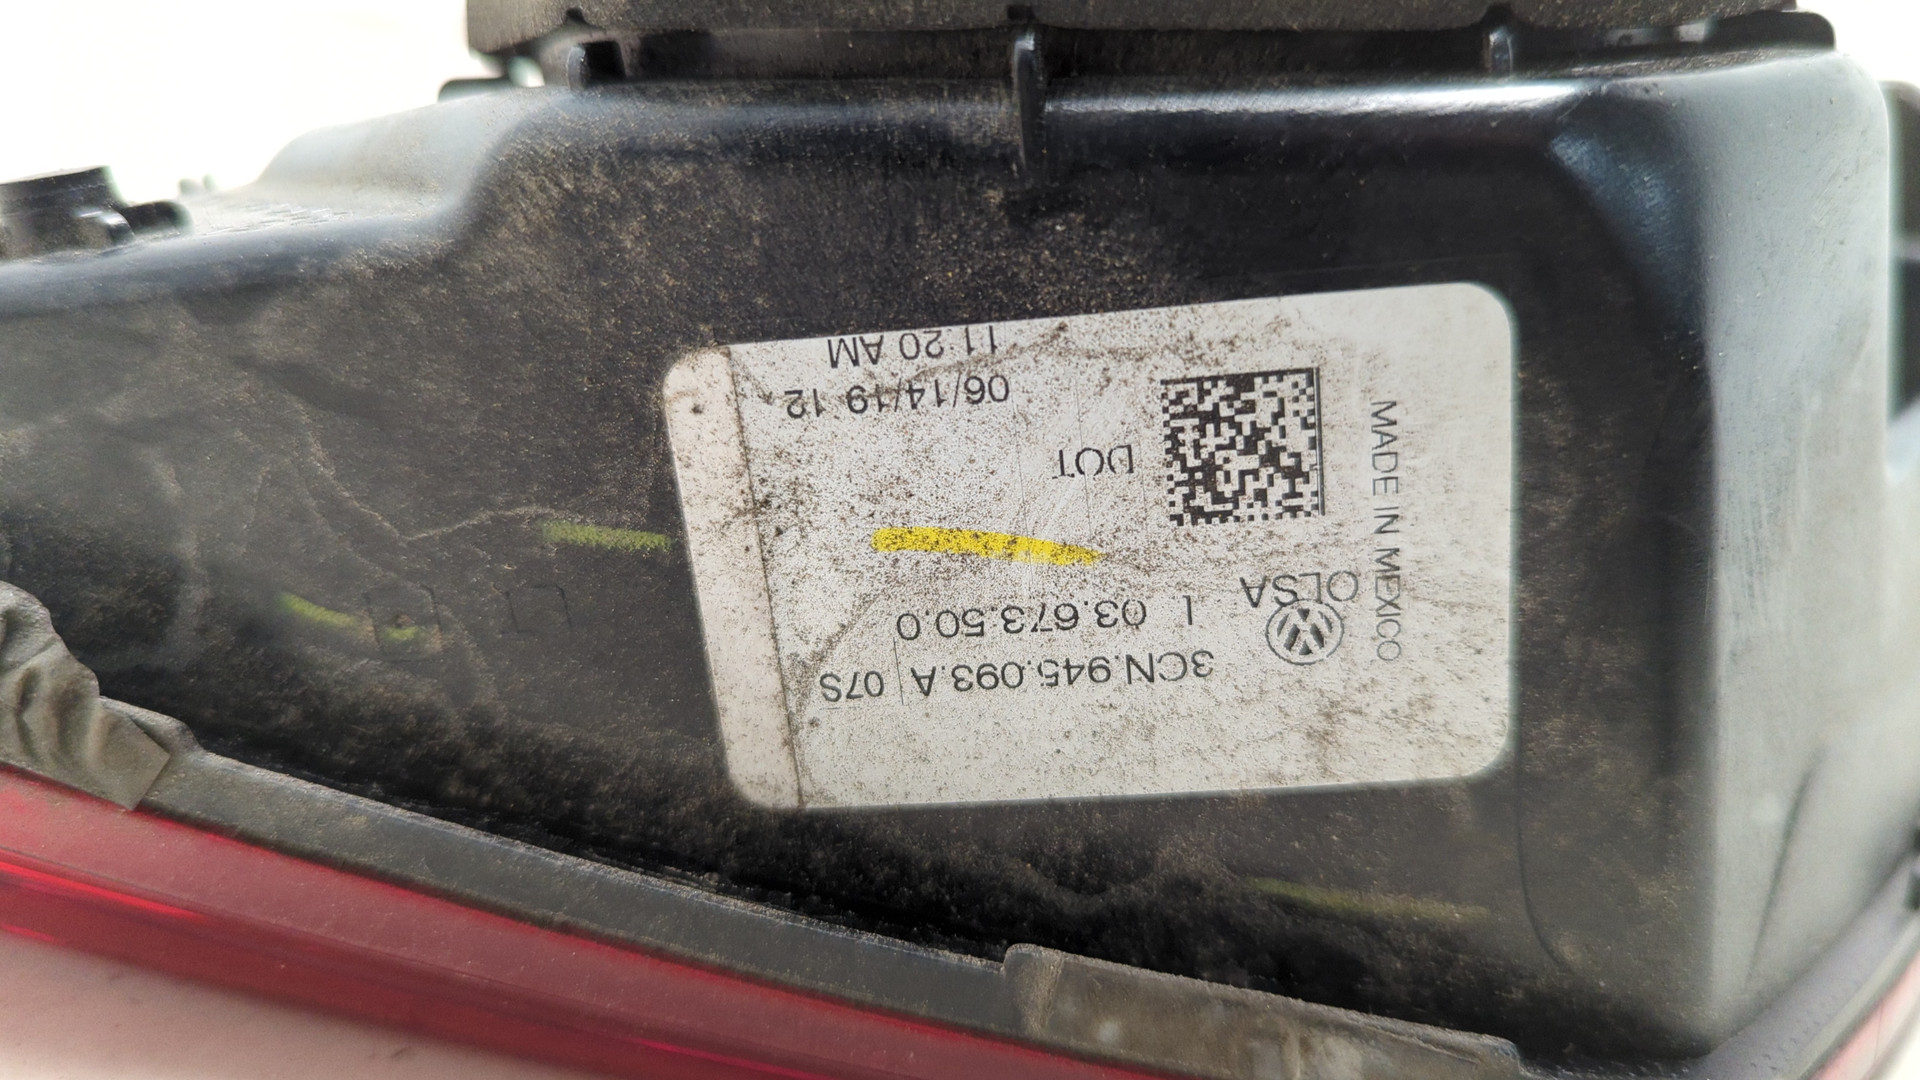 3CN.945.093.A 07S
L 03.673.50.0
OLSA
DOT
06/14/19 12
11:20 AM
MADE IN MEXICO